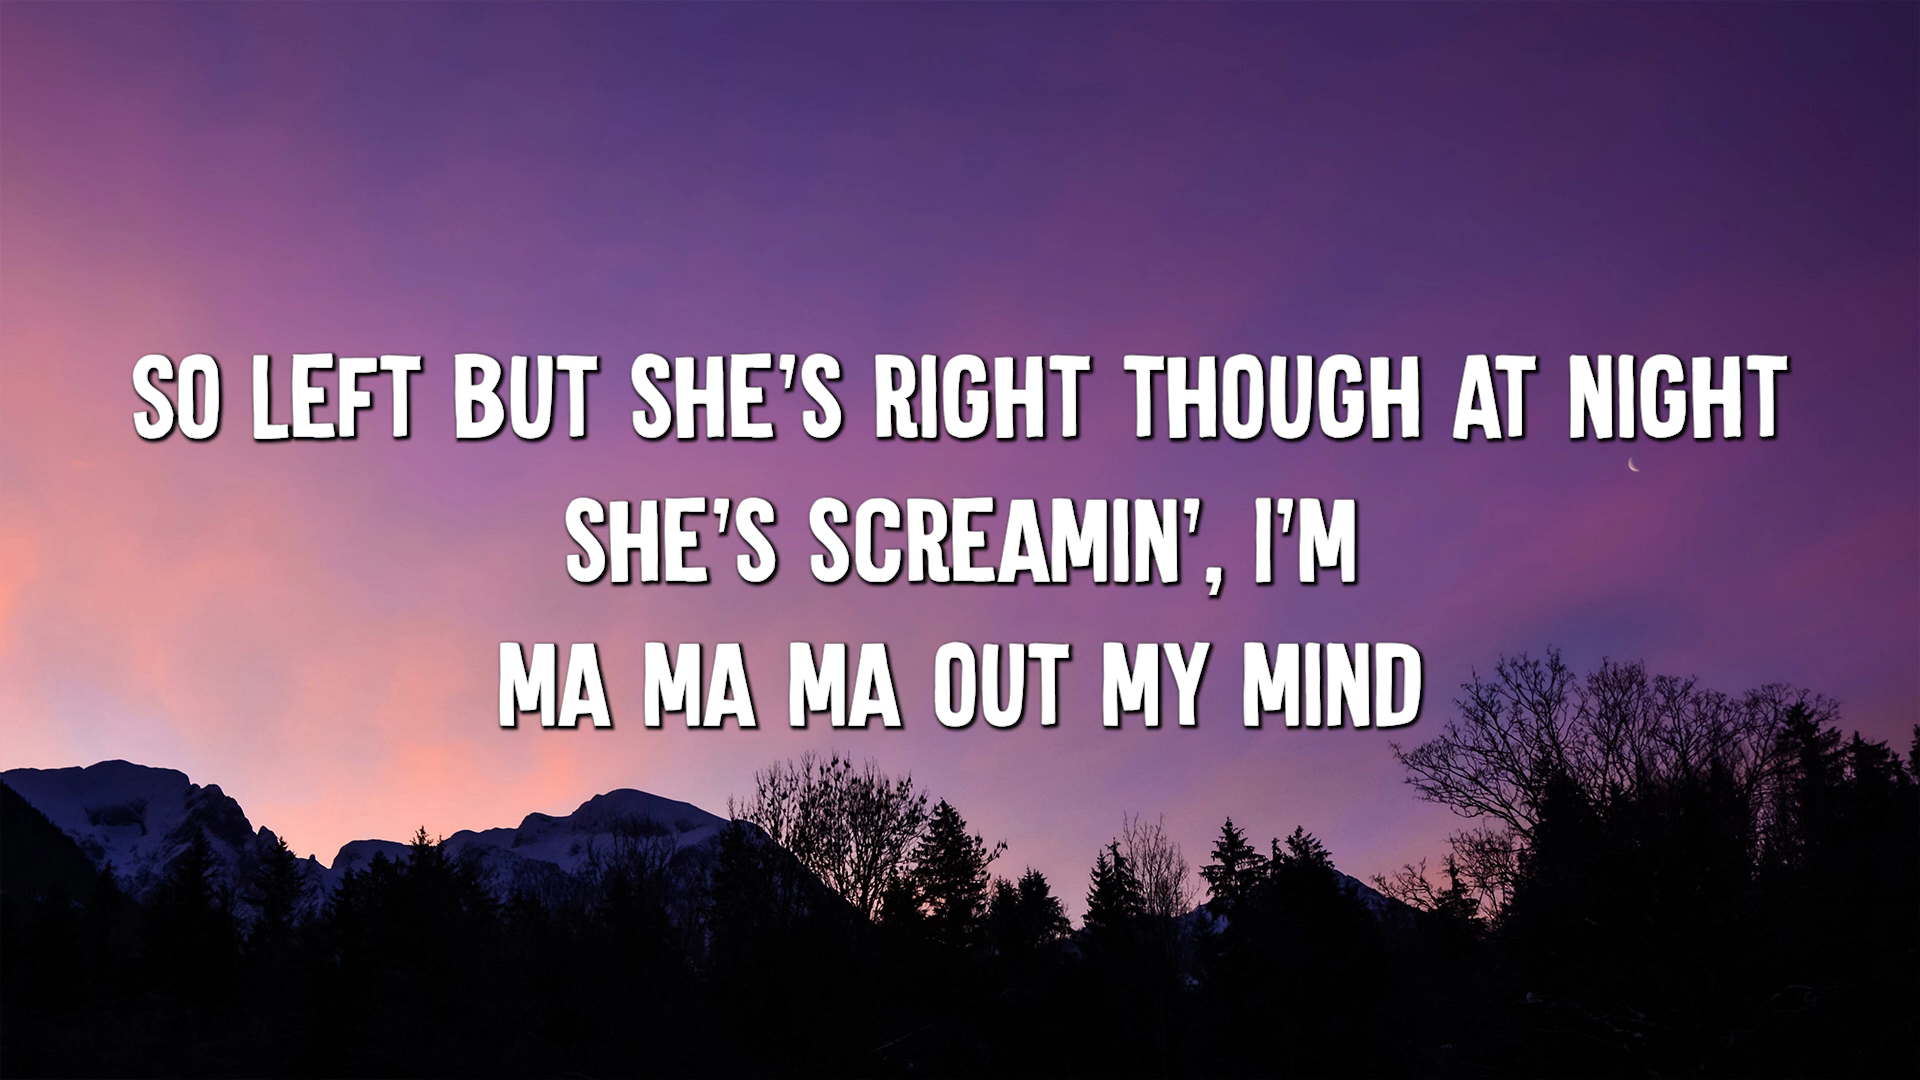 SO LEFT BUT SHE'S RIGHT THOUGH AT NIGHT
SHE'S SCREAMIN', I'M
MA MA MA OUT MY MIND